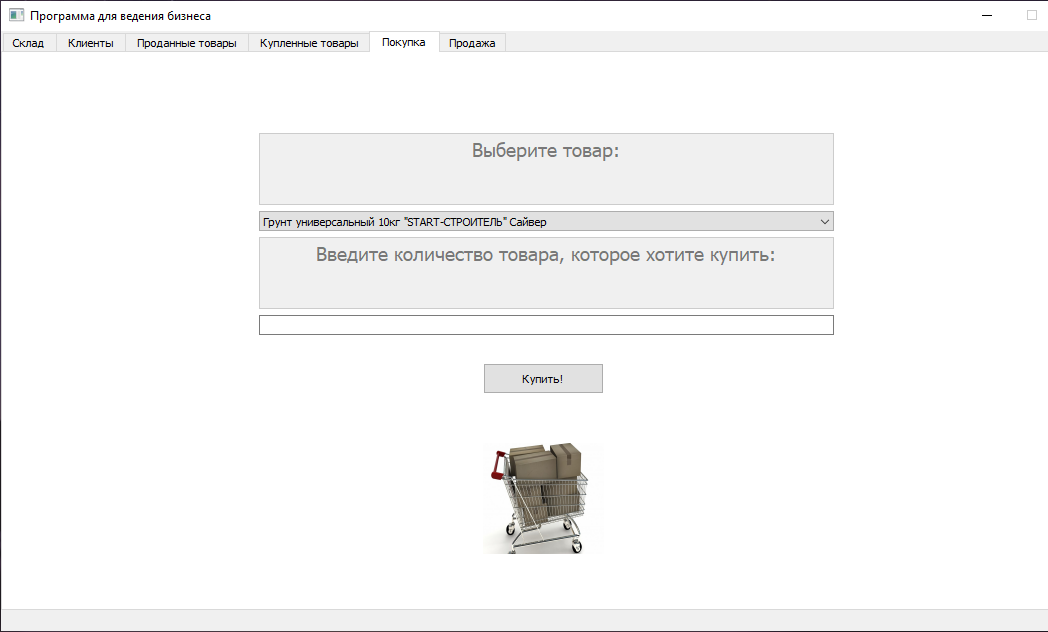 Программа для ведения бизнеса
Склад Клиенты Проданные товары Купленные товары Покупка Продажа
Выберите товар:
Грунт универсальный 10кг "START-СТРОИТЕЛЬ" Сайвер
Введите количество товара, которое хотите купить:
Купить!